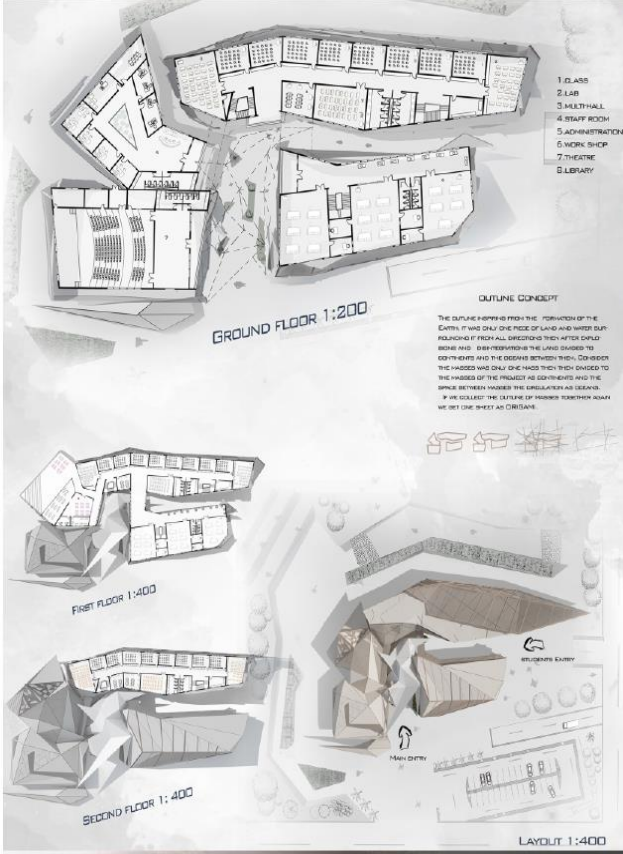 1.CLASS
2.LAB
3.MULTI HALL
4.STAFF ROOM
5.ADMINISTRATION
6.WORK SHOP
7.THEATRE
8.LIBRARY
GROUND FLOOR 1:200
OUTLINE CONCEPT
THE OUTLINE INSPIRING FROM THE FORMATION OF THE
EARTH, IT WAS ONLY ONE PIECE OF LAND AND WATER SUR-
ROUNDING IT FROM ALL DIRECTIONS THEN AFTER EXPLO-
SIONS AND DISINTEGRATIONS THE LAND DIVIDED TO
CONTINENTS AND THE OCEANS BETWEEN THEM. CONSIDER
THE MASSES WAS ONLY ONE MASS THEN THEN DIVIDED TO
THE MASSES OF THE PROJECT AS CONTINENTS AND THE
SPACE BETWEEN MASSES THE CIRCULATION AS OCEANS.
IF WE COLLECT THE OUTLINE OF MASSES TOGETHER AGAIN
WE GET ONE SHEET AS ORIGAMI.
FIRST FLOOR 1:400
STUDENTS ENTRY
MAIN ENTRY
SECOND FLOOR 1: 400
LAYOUT 1:400